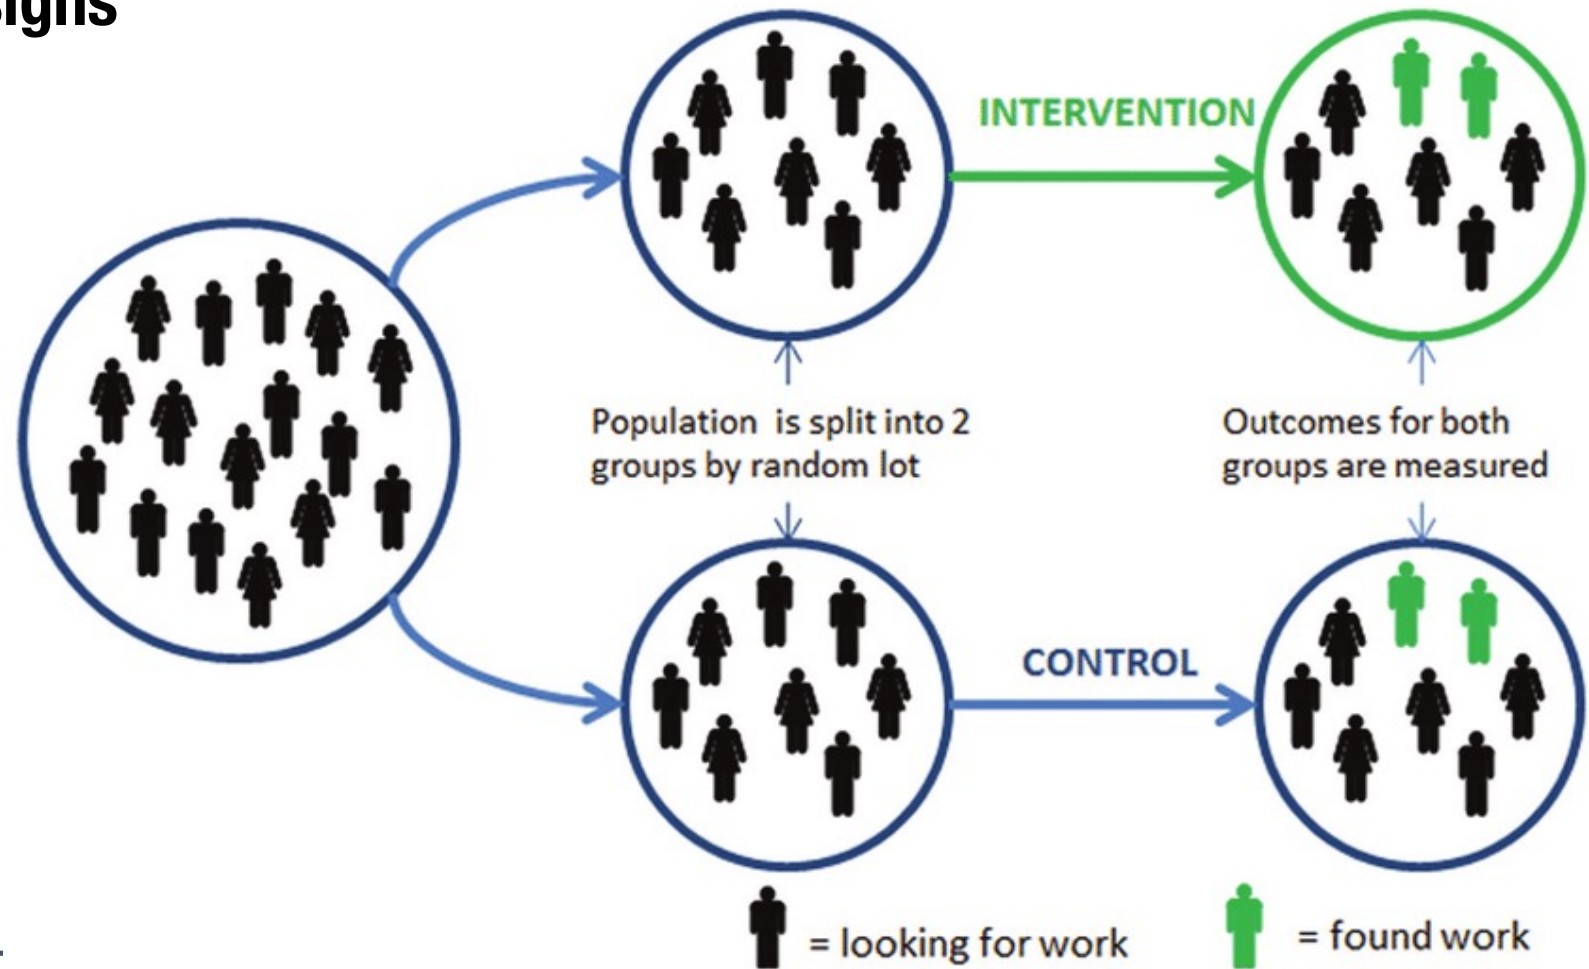 INTERVENTION
Population is split into 2
groups by random lot
Outcomes for both
groups are measured
CONTROL
= looking for work
= found work